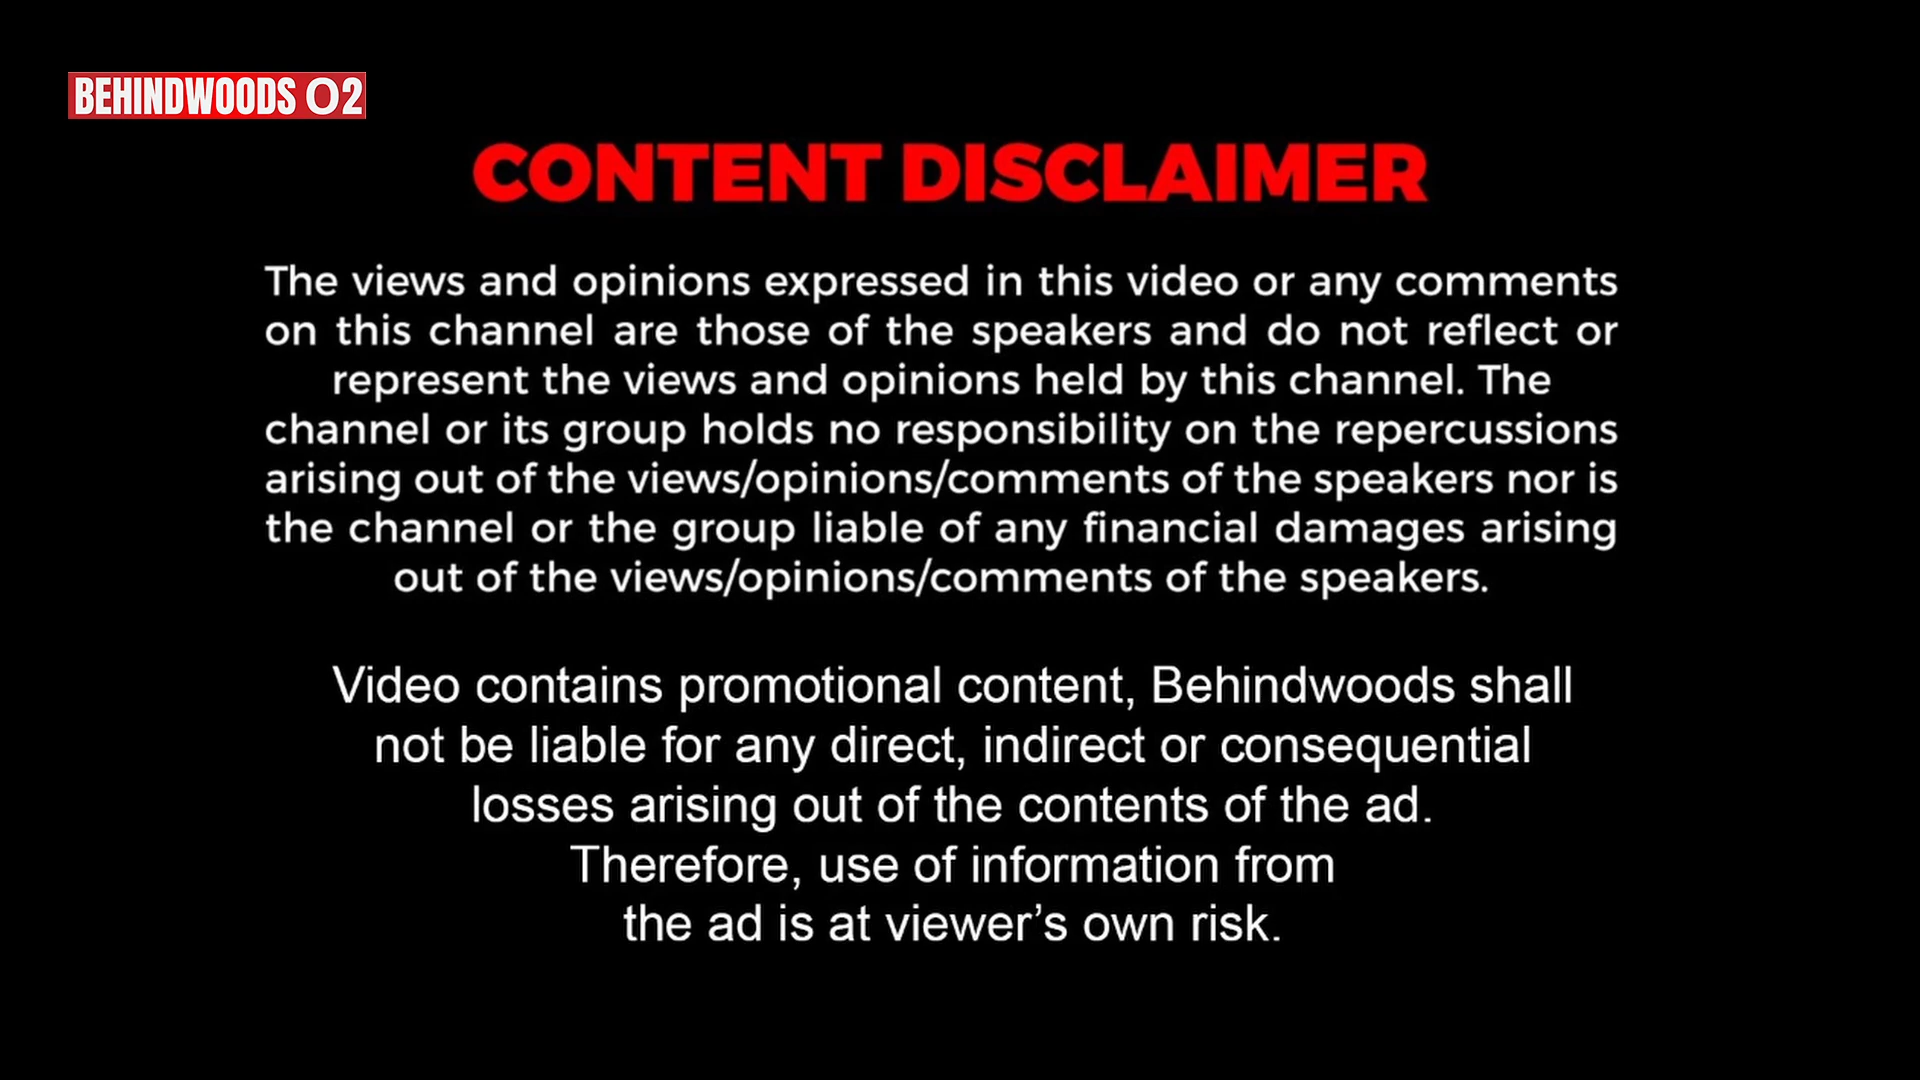 BEHINDWOODS O2
CONTENT DISCLAIMER
The views and opinions expressed in this video or any comments
on this channel are those of the speakers and do not reflect or
represent the views and opinions held by this channel. The
channel or its group holds no responsibility on the repercussions
arising out of the views/opinions/comments of the speakers nor is
the channel or the group liable of any financial damages arising
out of the views/opinions/comments of the speakers.
Video contains promotional content, Behindwoods shall
not be liable for any direct, indirect or consequential
losses arising out of the contents of the ad.
Therefore, use of information from
the ad is at viewer’s own risk.